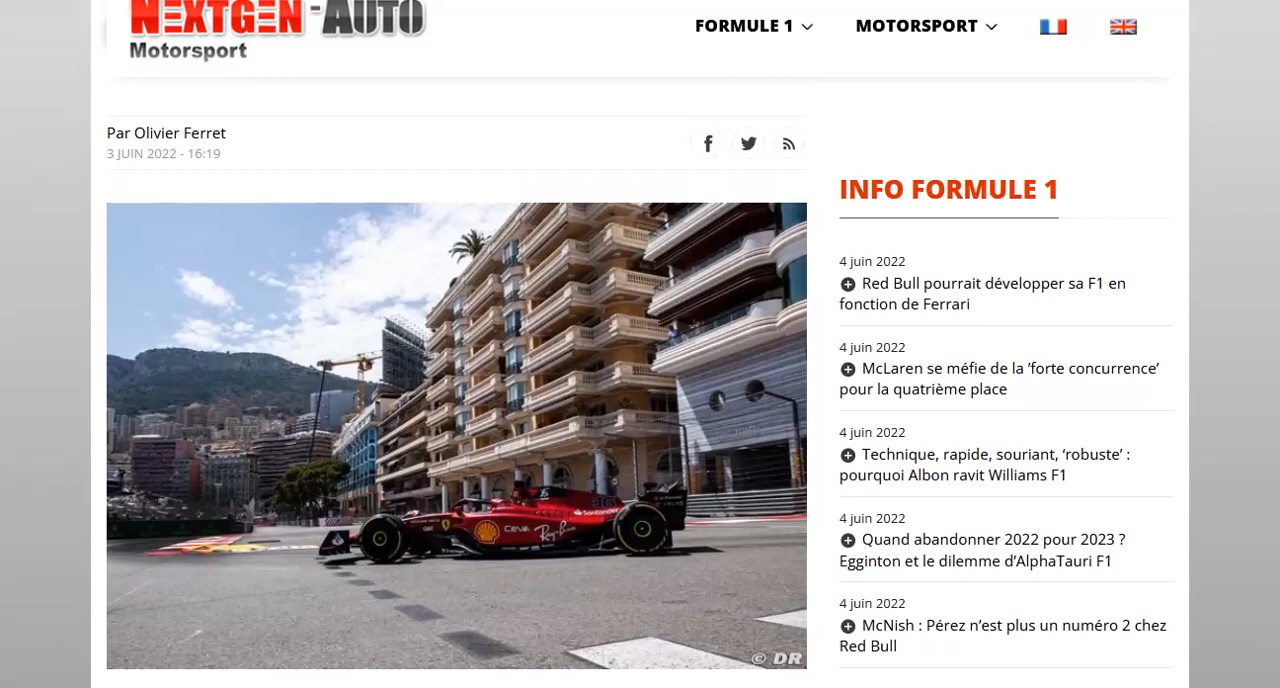 NEXTGEN-AUTO
Motorsport
FORMULE 1
MOTORSPORT
Par Olivier Ferret
3 JUIN 2022 - 16:19
INFO FORMULE 1
4 juin 2022
Red Bull pourrait développer sa F1 en
fonction de Ferrari
4 juin 2022
McLaren se méfie de la ’forte concurrence’
pour la quatrième place
4 juin 2022
Technique, rapide, souriant, ‘robuste’ :
pourquoi Albon ravit Williams F1
4 juin 2022
Quand abandonner 2022 pour 2023 ?
Egginton et le dilemme d’AlphaTauri F1
4 juin 2022
McNish : Pérez n’est plus un numéro 2 chez
Red Bull
Santander
CEVA
Ray-Ban
© DR